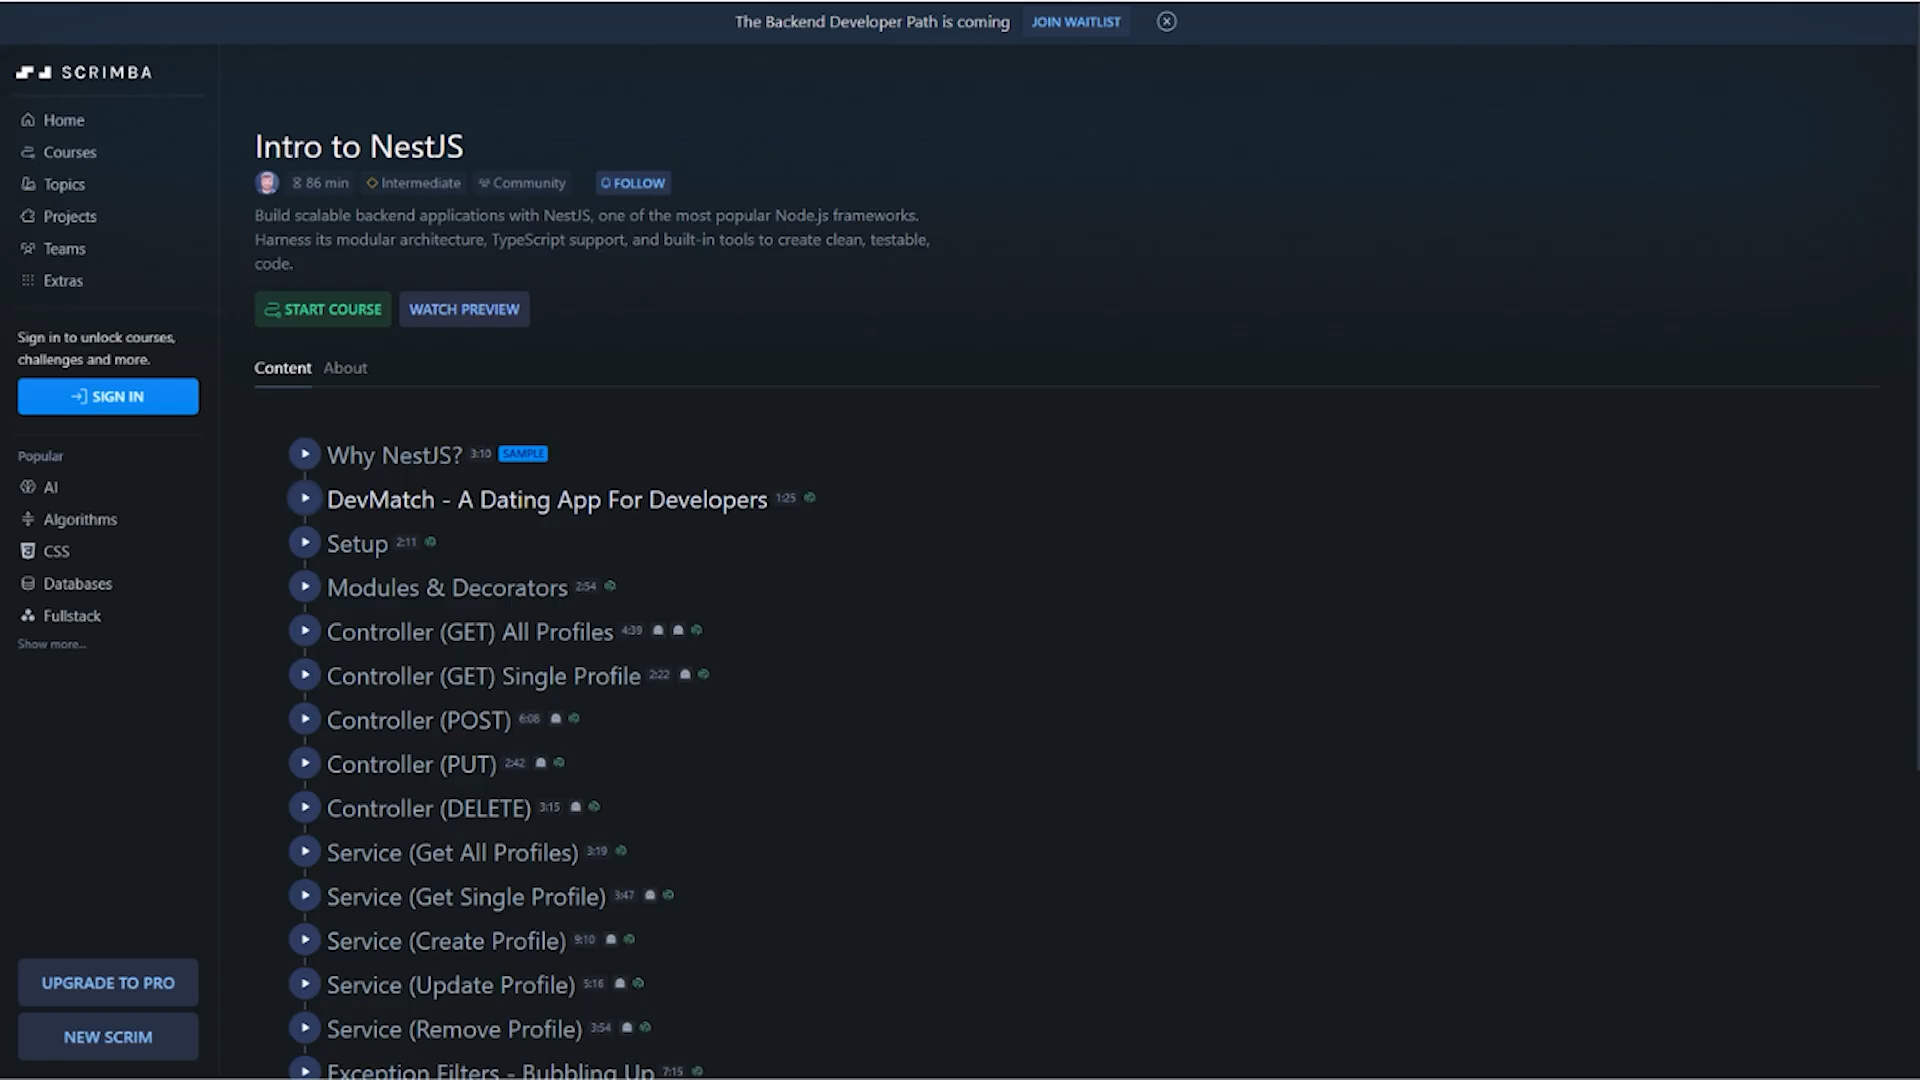 The Backend Developer Path is coming JOIN WAITLIST
SCRIMBA
Home
Courses
Topics
Projects
Teams
Extras
Sign in to unlock courses,
challenges and more.
SIGN IN
Popular
AI
Algorithms
CSS
Databases
Fullstack
Show more...
UPGRADE TO PRO
NEW SCRIM
Intro to NestJS
86 min Intermediate Community FOLLOW
Build scalable backend applications with NestJS, one of the most popular Node.js frameworks.
Harness its modular architecture, TypeScript support, and built-in tools to create clean, testable,
code.
START COURSE WATCH PREVIEW
Content About
Why NestJS? 3:10 SAMPLE
DevMatch - A Dating App For Developers 1:25
Setup 2:11
Modules & Decorators 2:54
Controller (GET) All Profiles 4:39
Controller (GET) Single Profile 2:22
Controller (POST) 6:08
Controller (PUT) 2:42
Controller (DELETE) 3:15
Service (Get All Profiles) 3:19
Service (Get Single Profile) 3:47
Service (Create Profile) 9:10
Service (Update Profile) 5:16
Service (Remove Profile) 3:54
Exception Filters - Bubbling Up 7:15